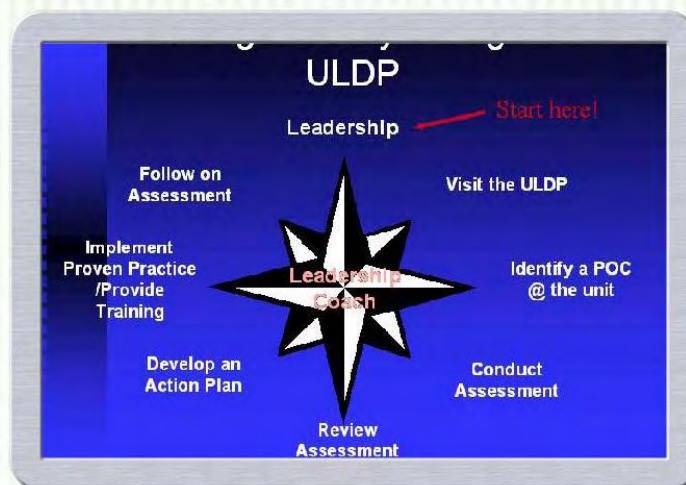 ULDP
Leadership
Start here!
Visit the ULDP
Identify a POC
@ the unit
Conduct
Assessment
Review
Assessment
Develop an
Action Plan
Implement
Proven Practice
/Provide
Training
Follow on
Assessment
Leadership
Coach